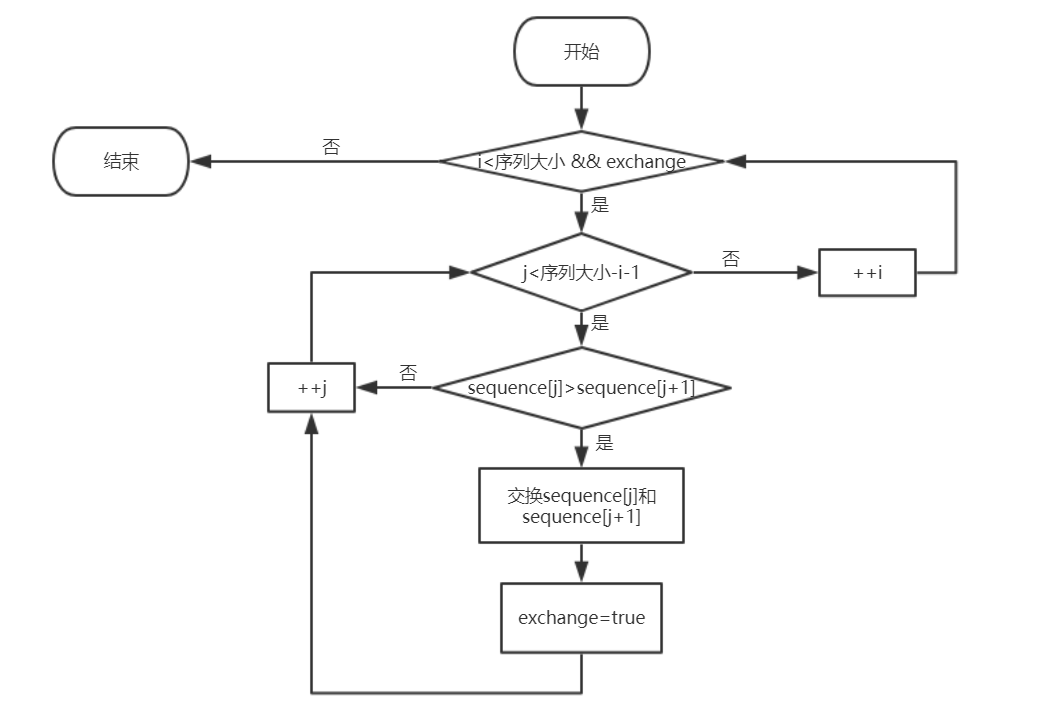 开始
结束
否
i<序列大小 && exchange
是
j<序列大小-i-1
否
++i
是
++j
否
sequence[j]>sequence[j+1]
是
交换sequence[j]和
sequence[j+1]
exchange=true